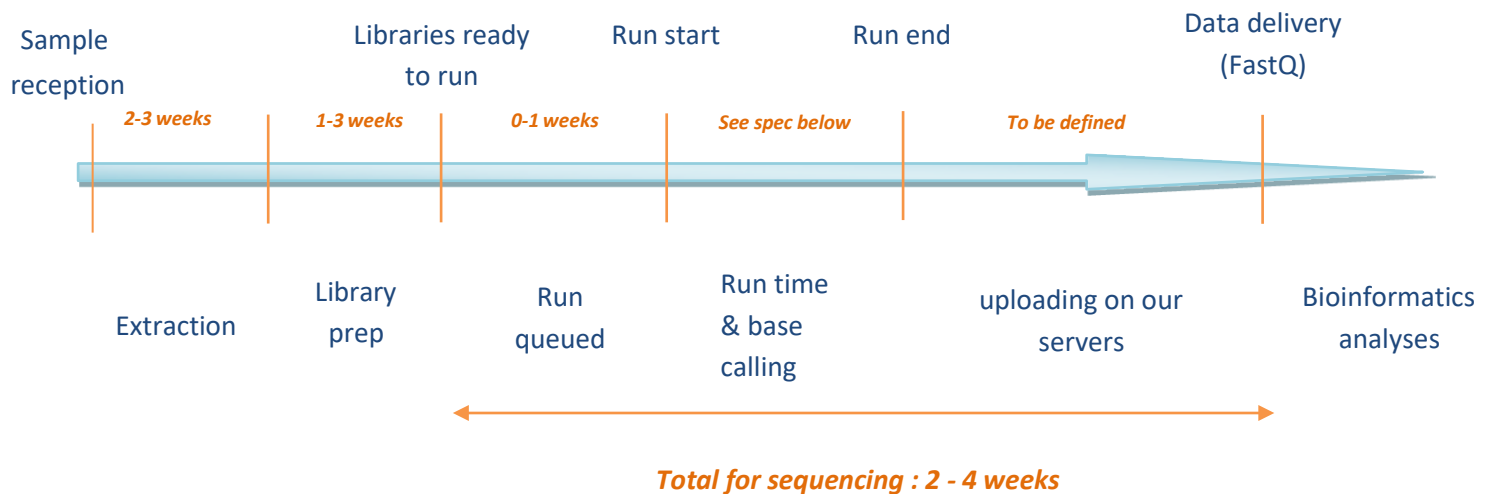 Sample
reception
Libraries ready
to run
Run start
Run end
Data delivery
(FastQ)
2-3 weeks
1-3 weeks
0-1 weeks
See spec below
To be defined
Extraction
Library
prep
Run
queued
Run time
& base
calling
uploading on our
servers
Bioinformatics
analyses
Total for sequencing : 2 - 4 weeks